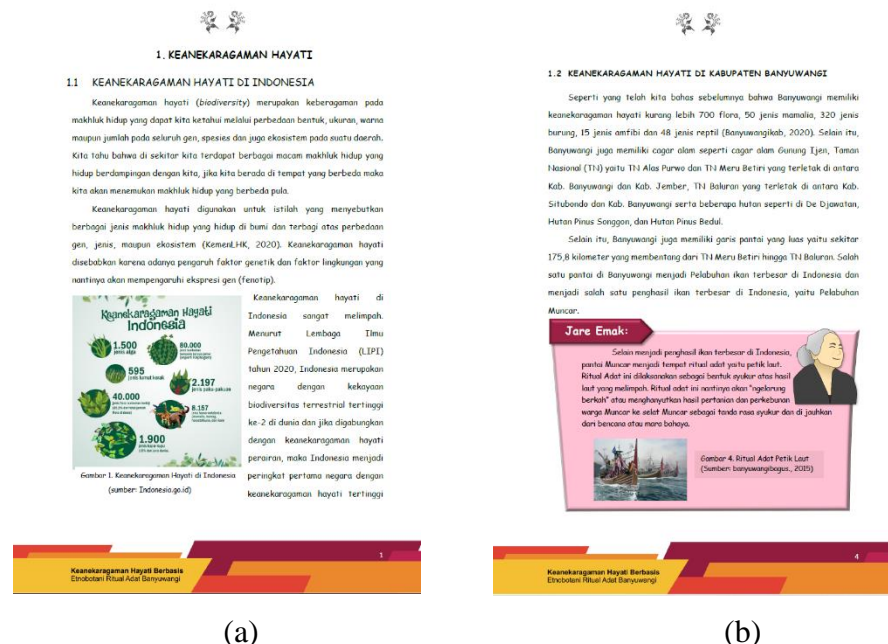 1. KEANEKARAGAMAN HAYATI
1.1 KEANEKARAGAMAN HAYATI DI INDONESIA
Keanekaragaman hayati (biodiversity) merupakan keberagaman pada
makhluk hidup yang dapat kita ketahui melalui perbedaan bentuk, ukuran, warna
maupun jumlah pada seluruh gen, spesies dan juga ekosistem pada suatu daerah.
Kita tahu bahwa di sekitar kita terdapat berbagai macam makhluk hidup yang
hidup berdampingan dengan kita, jika kita berada di tempat yang berbeda maka
kita akan menemukan makhluk hidup yang berbeda pula.
Keanekaragaman hayati digunakan untuk istilah yang menyebutkan
berbagai jenis makhluk hidup yang hidup di bumi dan terbagi atas perbedaan
gen, jenis, maupun ekosistem (KemenLHK, 2020). Keanekaragaman hayati
disebabkan karena adanya pengaruh faktor genetik dan faktor lingkungan yang
nantinya akan mempengaruhi ekspresi gen (fenotip).
Keanekaragaman Hayati
Indonesia
1.500
jenis alga
80.000
595
jenis lumut kerak
2.197
jenis paku-pakuan
40.000
8.157
1.900
Gambar 1. Keanekaragaman Hayati di Indonesia
(sumber: Indonesia.go.id)
Keanekaragaman hayati di
Indonesia sangat melimpah.
Menurut Lembaga Ilmu
Pengetahuan Indonesia (LIPI)
tahun 2020, Indonesia merupakan
negara dengan kekayaan
biodiversitas terrestrial tertinggi
ke-2 di dunia dan jika digabungkan
dengan keanekaragaman hayati
perairan, maka Indonesia menjadi
peringkat pertama negara dengan
keanekaragaman hayati tertinggi
1
Keanekaragaman Hayati Berbasis
Etnobotani Ritual Adat Banyuwangi
(a)
1.2 KEANEKARAGAMAN HAYATI DI KABUPATEN BANYUWANGI
Seperti yang telah kita bahas sebelumnya bahwa Banyuwangi memiliki
keanekaragaman hayati kurang lebih 700 flora, 50 jenis mamalia, 320 jenis
burung, 15 jenis amfibi dan 48 jenis reptil (Banyuwangikab, 2020). Selain itu,
Banyuwangi juga memiliki cagar alam seperti cagar alam Gunung Ijen, Taman
Nasional (TN) yaitu TN Alas Purwo dan TN Meru Betiri yang terletak di antara
Kab. Banyuwangi dan Kab. Jember, TN Baluran yang terletak di antara Kab.
Situbondo dan Kab. Banyuwangi serta beberapa hutan seperti di De Djawatan,
Hutan Pinus Songgon, dan Hutan Pinus Bedul.
Selain itu, Banyuwangi juga memiliki garis pantai yang luas yaitu sekitar
175,8 kilometer yang membentang dari TN Meru Betiri hingga TN Baluran. Salah
satu pantai di Banyuwangi menjadi Pelabuhan ikan terbesar di Indonesia dan
menjadi salah satu penghasil ikan terbesar di Indonesia, yaitu Pelabuhan
Muncar.
Jare Emak:
Selain menjadi penghasil ikan terbesar di Indonesia,
pantai Muncar menjadi tempat ritual adat yaitu petik laut.
Ritual Adat ini dilaksanakan sebagai bentuk syukur atas hasil
laut yang melimpah. Ritual adat ini nantinya akan "ngelarung
berkah" atau menghanyutkan hasil pertanian dan perkebunan
warga Muncar ke selat Muncar sebagai tanda rasa syukur dan di jauhkan
dari bencana atau mara bahaya.
Gambar 4. Ritual Adat Petik Laut
(Sumber: banyuwangibagus., 2015)
4
Keanekaragaman Hayati Berbasis
Etnobotani Ritual Adat Banyuwangi
(b)